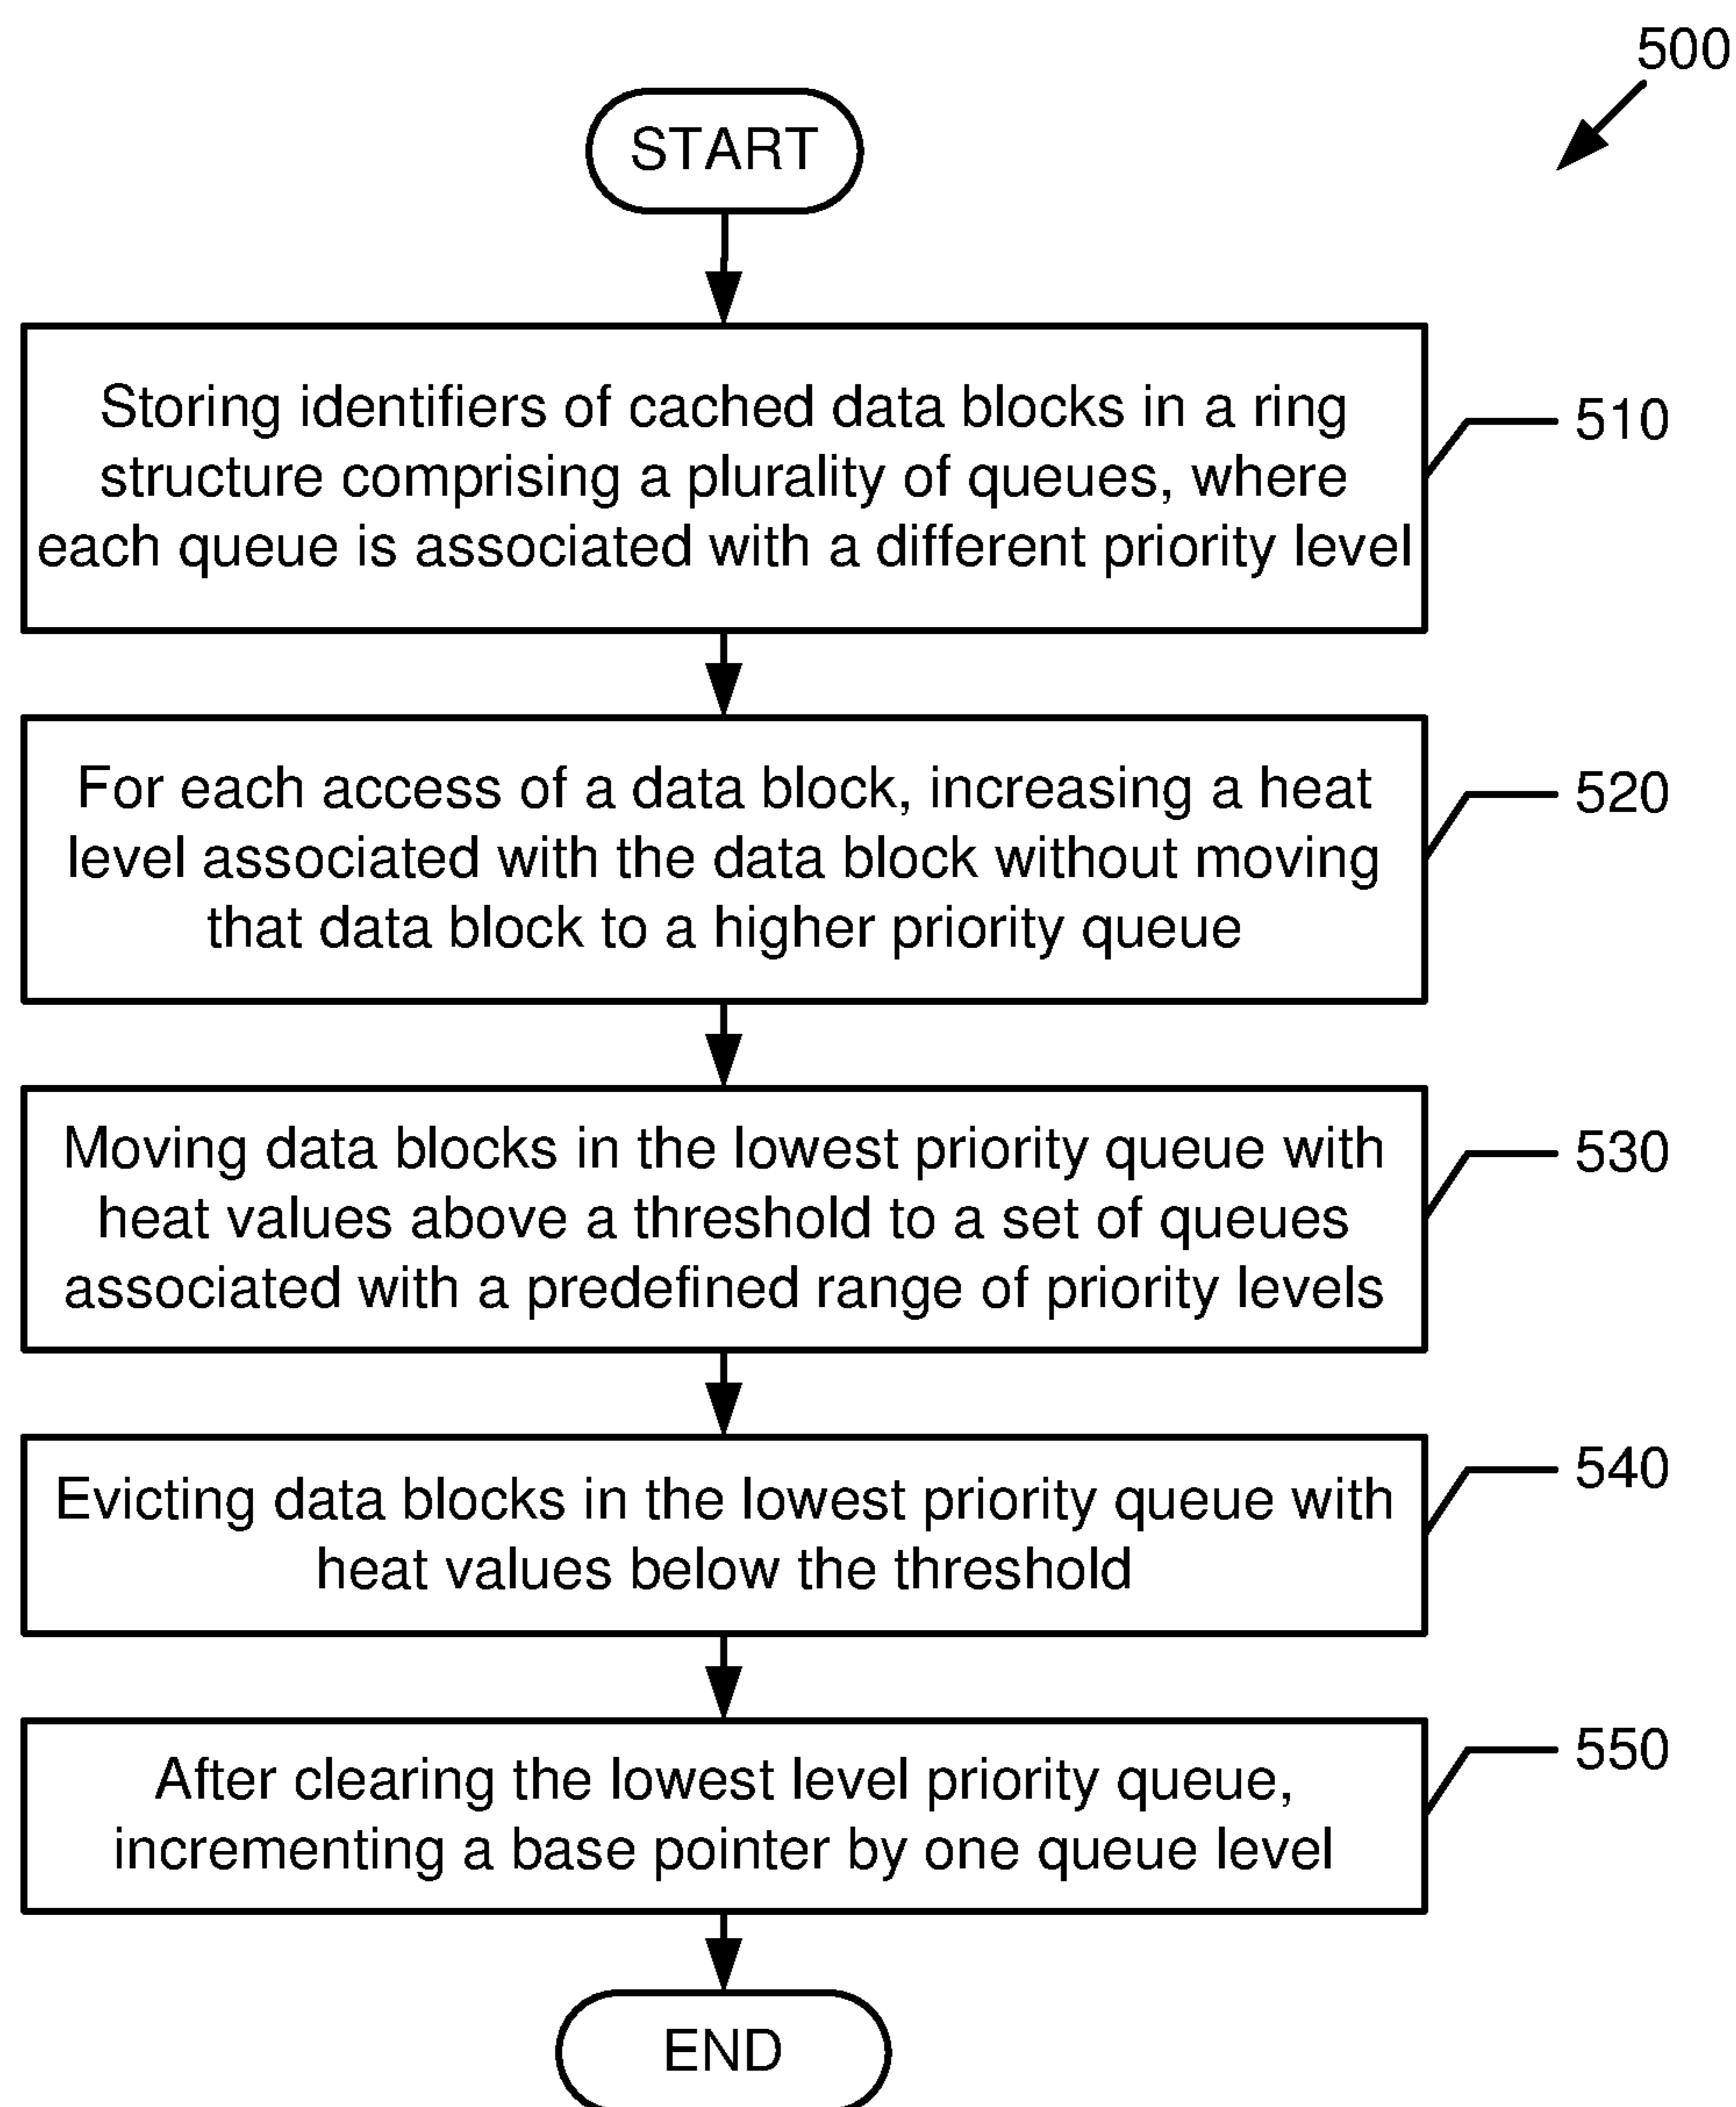 500
START
Storing identifiers of cached data blocks in a ring
structure comprising a plurality of queues, where
each queue is associated with a different priority level
510
For each access of a data block, increasing a heat
level associated with the data block without moving
that data block to a higher priority queue
520
Moving data blocks in the lowest priority queue with
heat values above a threshold to a set of queues
associated with a predefined range of priority levels
530
Evicting data blocks in the lowest priority queue with
heat values below the threshold
540
After clearing the lowest level priority queue,
incrementing a base pointer by one queue level
550
END